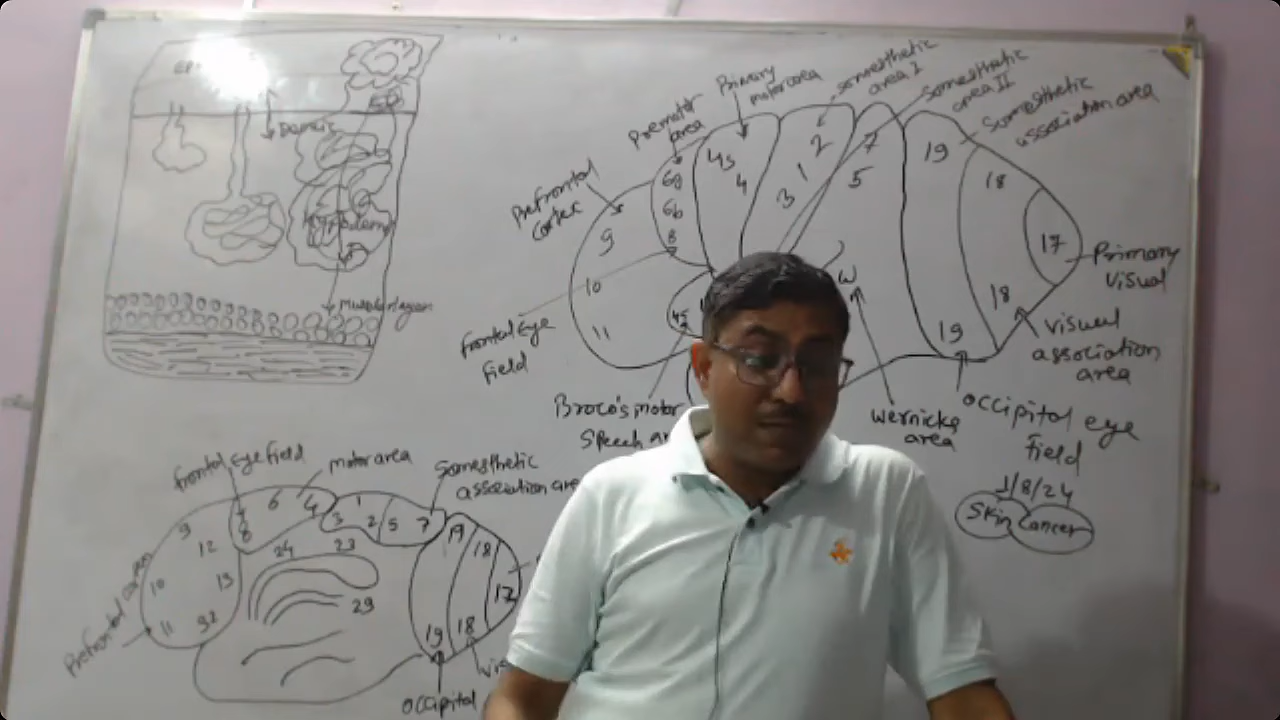 Dermis
Hypodermis
Premotor
area
Primary
motor area
Somesthetic
area I
Somesthetic
area II
Somesthetic
association area
Prefrontal
cortex
9
10
11
6a
6b
8
4s
4
2
1
3
7
5
19
18
17
18
19
45
W
Primary
Visual
Visual
association
area
Frontal Eye
Field
Broca's motor
Speech
Wernicke
area
Occipital eye
field
1/8/24
Skin Cancer
Frontal Eye field
motor area
Somesthetic
association area
Prefrontal
9
10
11
12
13
32
8
6
4
3
1
2
5
7
24
23
29
19
18
17
19
18
Occipital